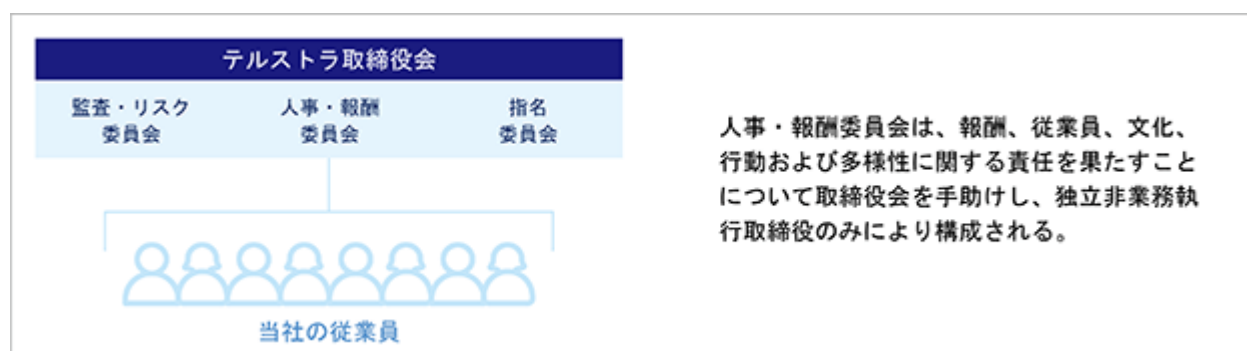 テルストラ取締役会
監査・リスク
委員会
人事・報酬
委員会
指名
委員会
当社の従業員
人事・報酬委員会は、報酬、従業員、文化、
行動および多様性に関する責任を果たすこと
について取締役会を手助けし、独立非業務執
行取締役のみにより構成される。